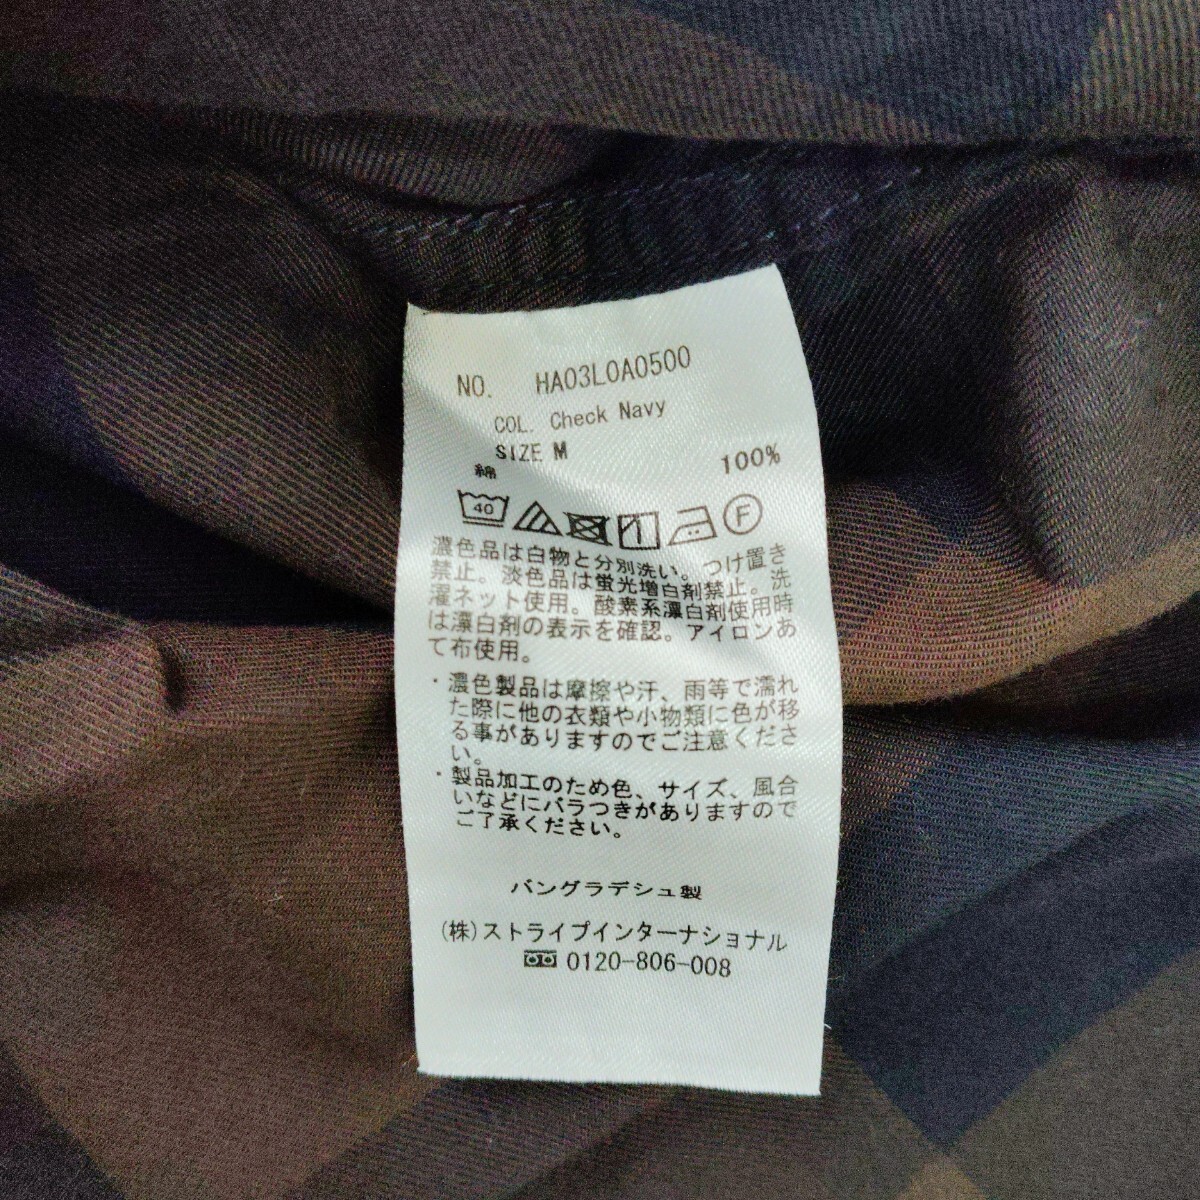 NO. HA03L0A0500
COL. Check Navy
SIZE M
綿 100%
40 F
濃色品は白物と分別洗い。つけ置き
禁止。淡色品は蛍光増白剤禁止。洗
濯ネット使用。酸素系漂白剤使用時
は漂白剤の表示を確認。アイロンあ
て布使用。
・濃色製品は摩擦や汗、雨等で濡れ
た際に他の衣類や小物類に色が移
る事がありますのでご注意くださ
い。
・製品加工のため色、サイズ、風合
いなどにバラつきがありますので
ご了承ください。
バングラデシュ製
(株)ストライプインターナショナル
0120-806-008